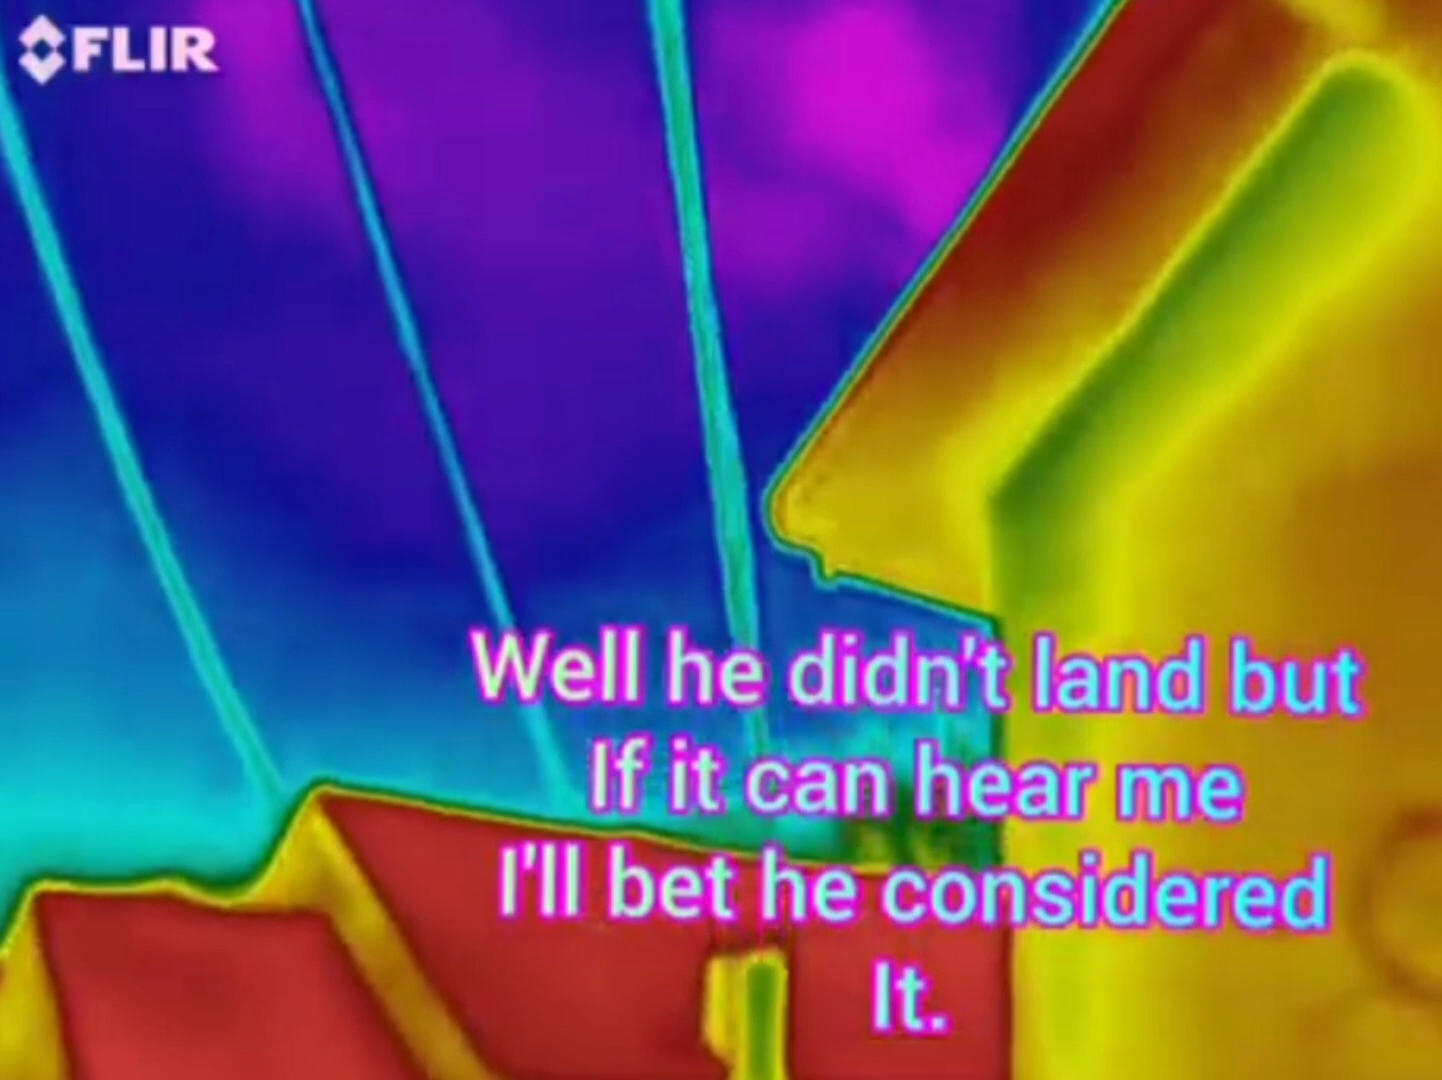 FLIR
Well he didn't land but
If it can hear me
I'll bet he considered
It.